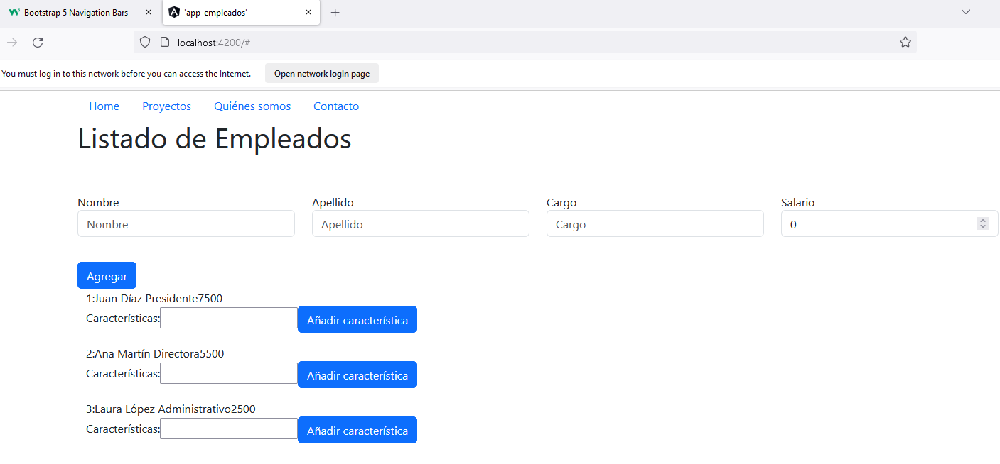 Bootstrap 5 Navigation Bars 'app-empleados'
localhost:4200/#
You must log in to this network before you can access the Internet. Open network login page
Home Proyectos Quiénes somos Contacto
Listado de Empleados
Nombre Apellido Cargo Salario
Nombre Apellido Cargo 0
Agregar
1:Juan Díaz Presidente7500
Características: Añadir característica
2:Ana Martín Directora5500
Características: Añadir característica
3:Laura López Administrativo2500
Características: Añadir característica